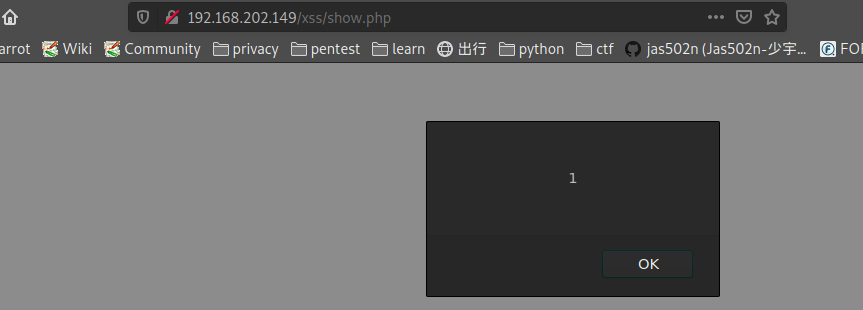 192.168.202.149/xss/show.php
arrot Wiki Community privacy pentest learn 出行 python ctf jas502n (Jas502n-少宇... FOF
1
OK